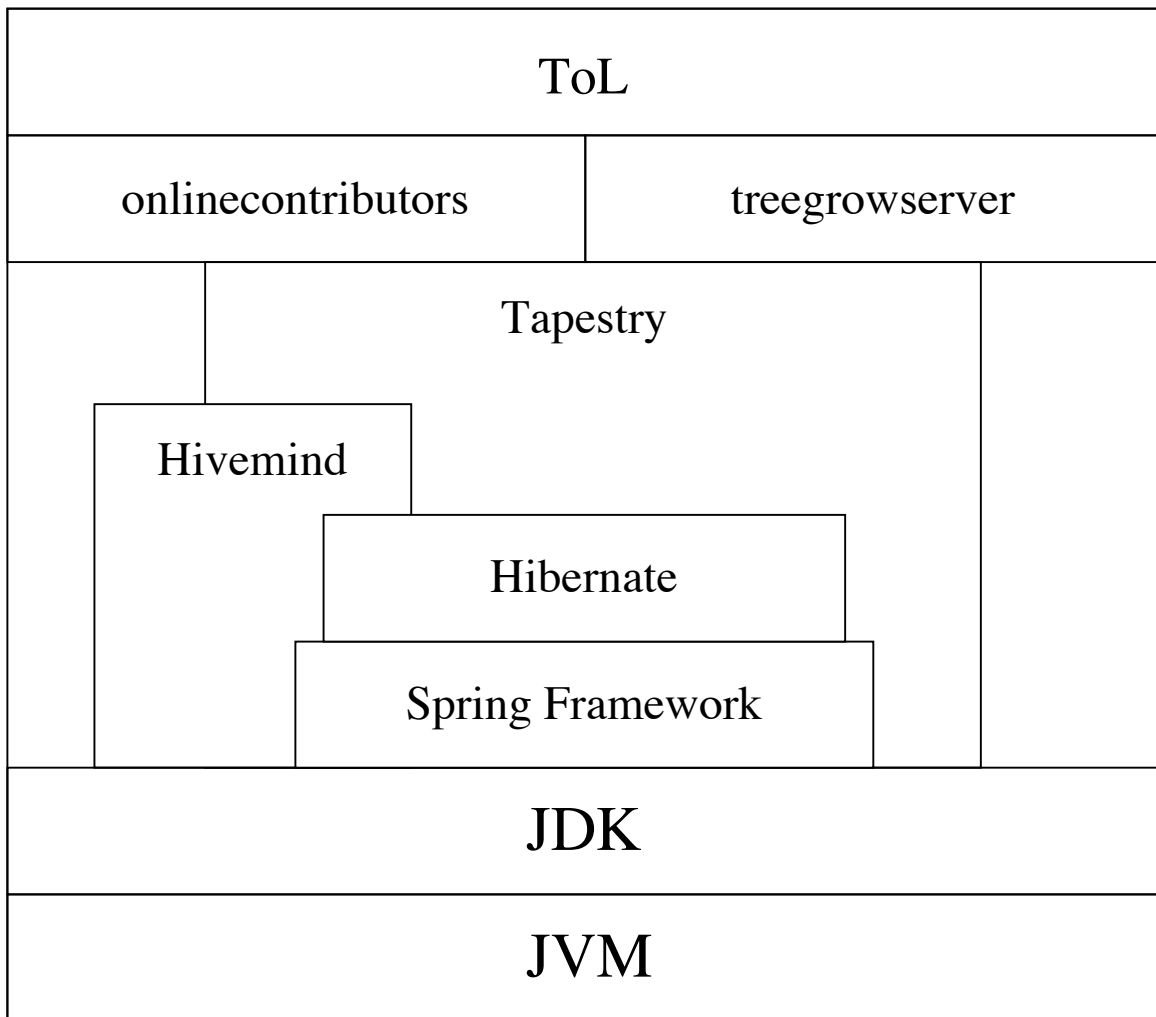 ToL
onlinecontributors
treegrowserver
Tapestry
Hivemind
Hibernate
Spring Framework
JDK
JVM